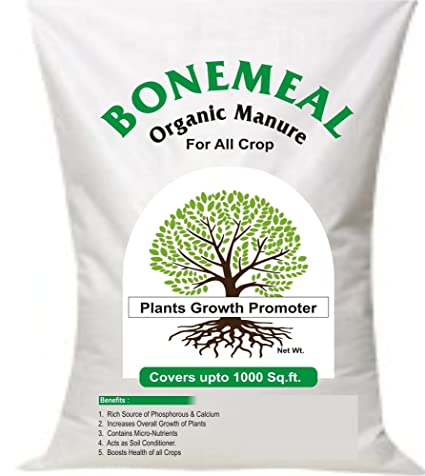 BONEMEAL
Organic Manure
For All Crop
Plants Growth Promoter
Net Wt.
Covers upto 1000 Sq.ft.
Benefits :
1. Rich Source of Phosphorous & Calcium
2. Increases Overall Growth of Plants
3. Contains Micro-Nutrients
4. Acts as Soil Conditioner.
5. Boosts Health of all Crops